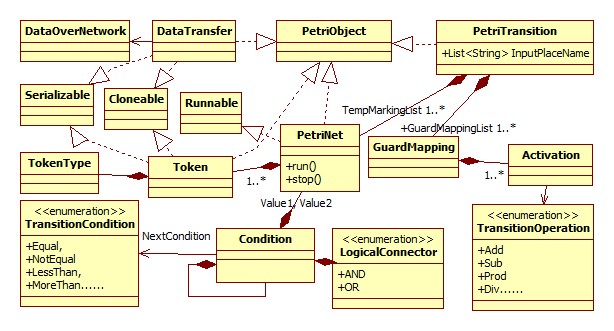 DataOverNetwork
DataTransfer
PetriObject
PetriTransition
+List<String> InputPlaceName
Serializable
Cloneable
Runnable
TempMarkingList 1..*
+GuardMappingList 1..*
PetriNet
+run()
+stop()
GuardMapping
Activation
1..*
TokenType
Token
1..*
Value1, Value2
<<enumeration>>
TransitionCondition
+Equal,
+NotEqual
+LessThan,
+MoreThan......
NextCondition
Condition
<<enumeration>>
LogicalConnector
+AND
+OR
<<enumeration>>
TransitionOperation
+Add
+Sub
+Prod
+Div......